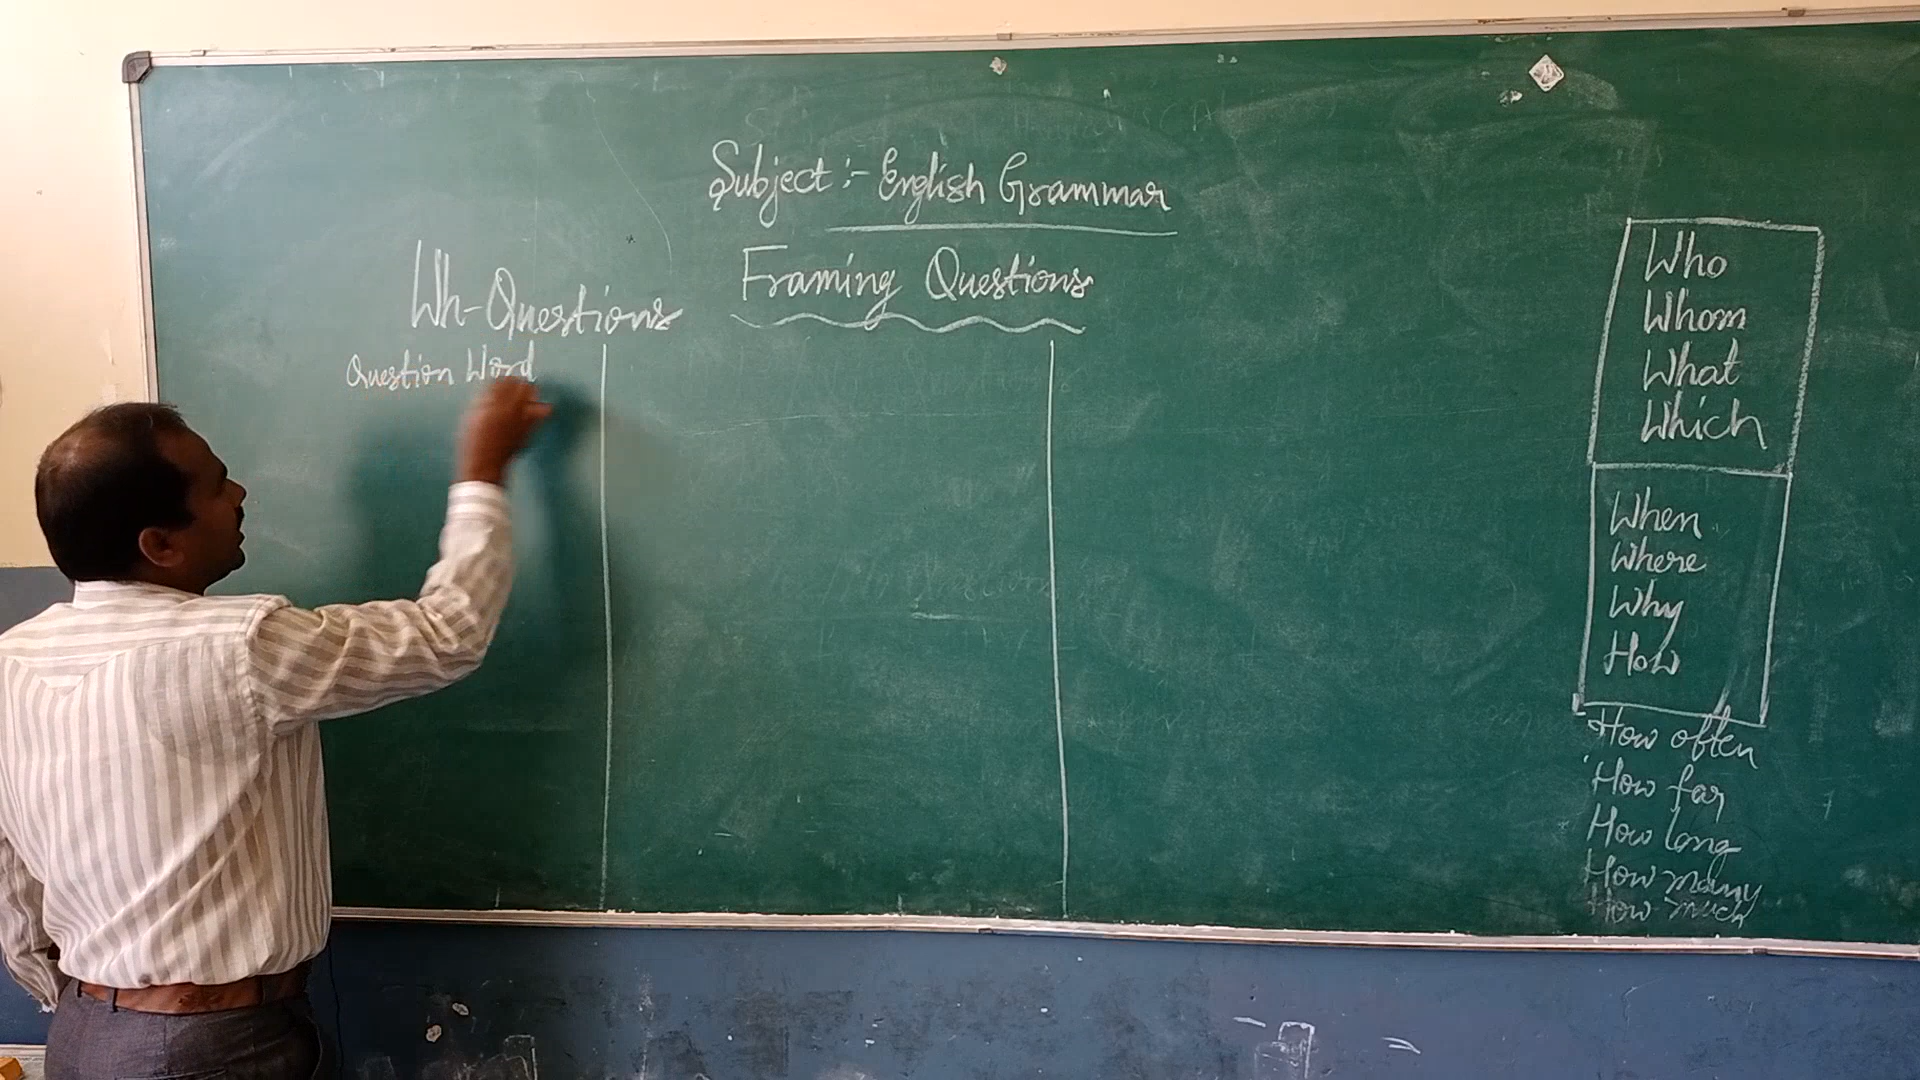 Subject :- English Grammar
Framing Questions
Wh-Questions
Question Word
Who
Whom
What
Which
When
Where
Why
How
How often
How far
How long
How many
How much